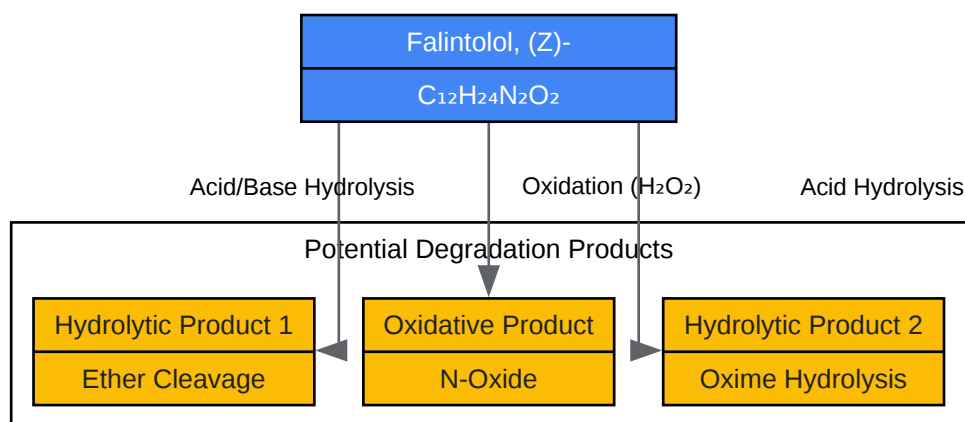 Falintolol, (Z)-
C₁₂H₂₄N₂O₂
Acid/Base Hydrolysis
Oxidation (H₂O₂)
Acid Hydrolysis
Potential Degradation Products
Hydrolytic Product 1
Ether Cleavage
Oxidative Product
N-Oxide
Hydrolytic Product 2
Oxime Hydrolysis